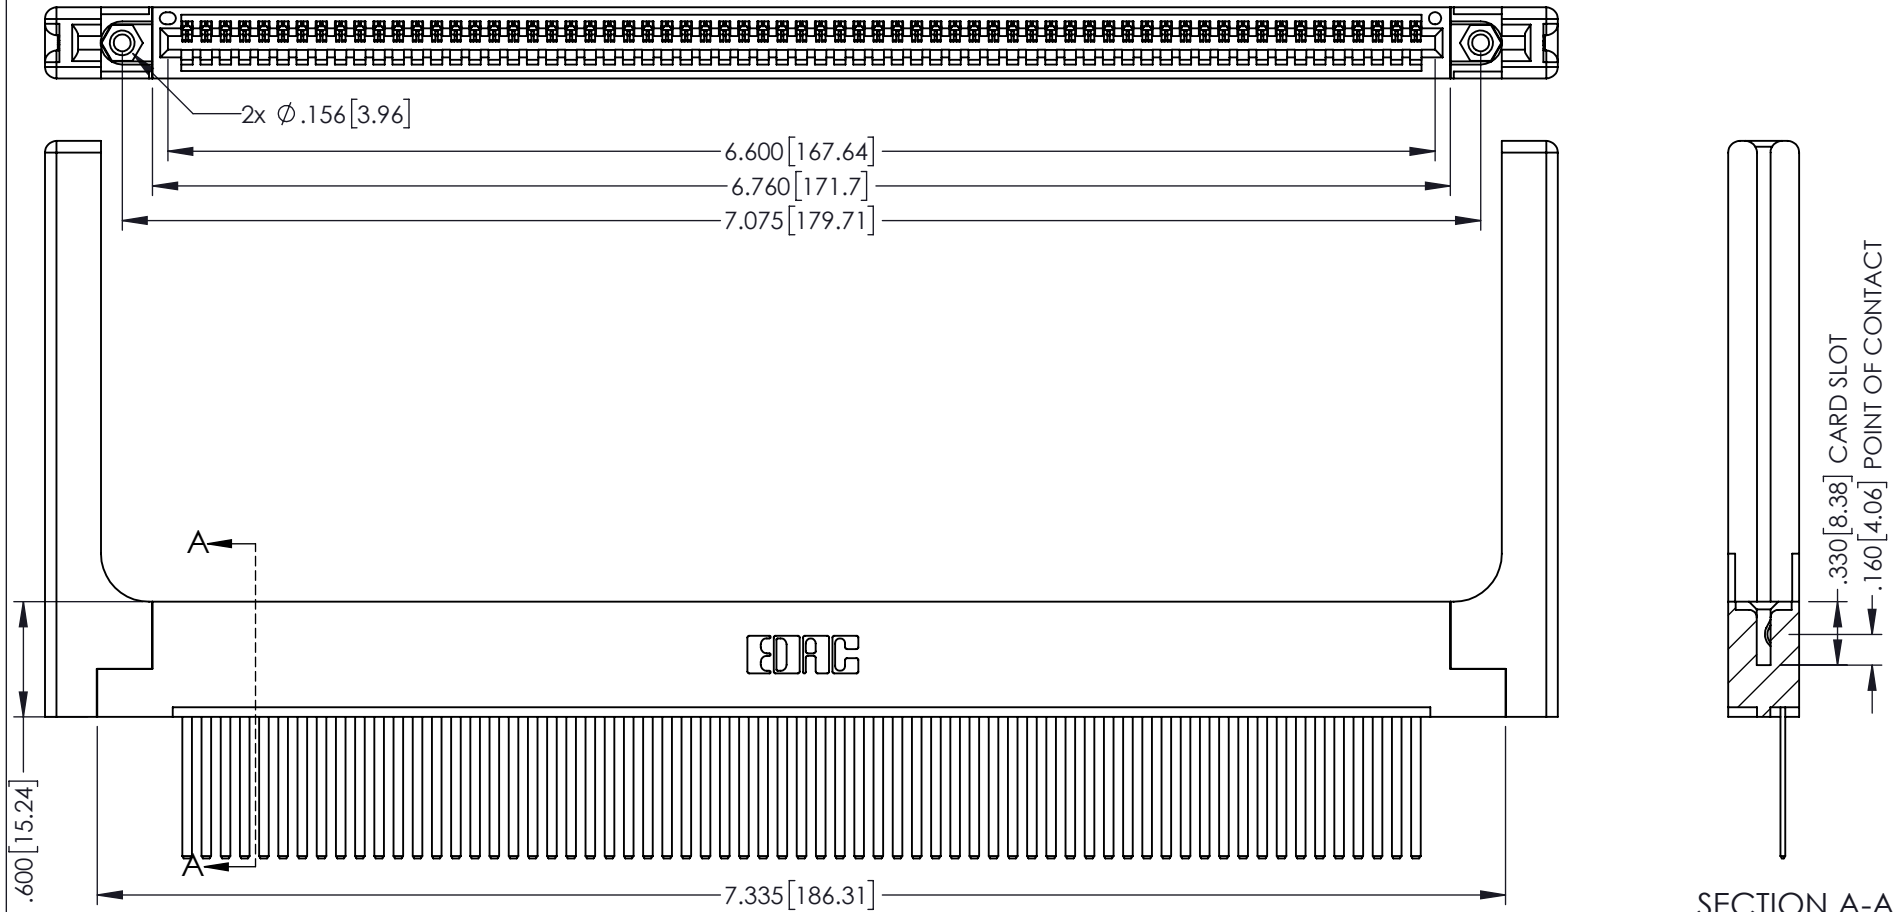 2x Ø.156[3.96]
6.600[167.64]
6.760[171.7]
7.075[179.71]
A
EDAC
A
.600[15.24]
7.335[186.31]
.330[8.38] CARD SLOT
.160[4.06] POINT OF CONTACT
SECTION A-A